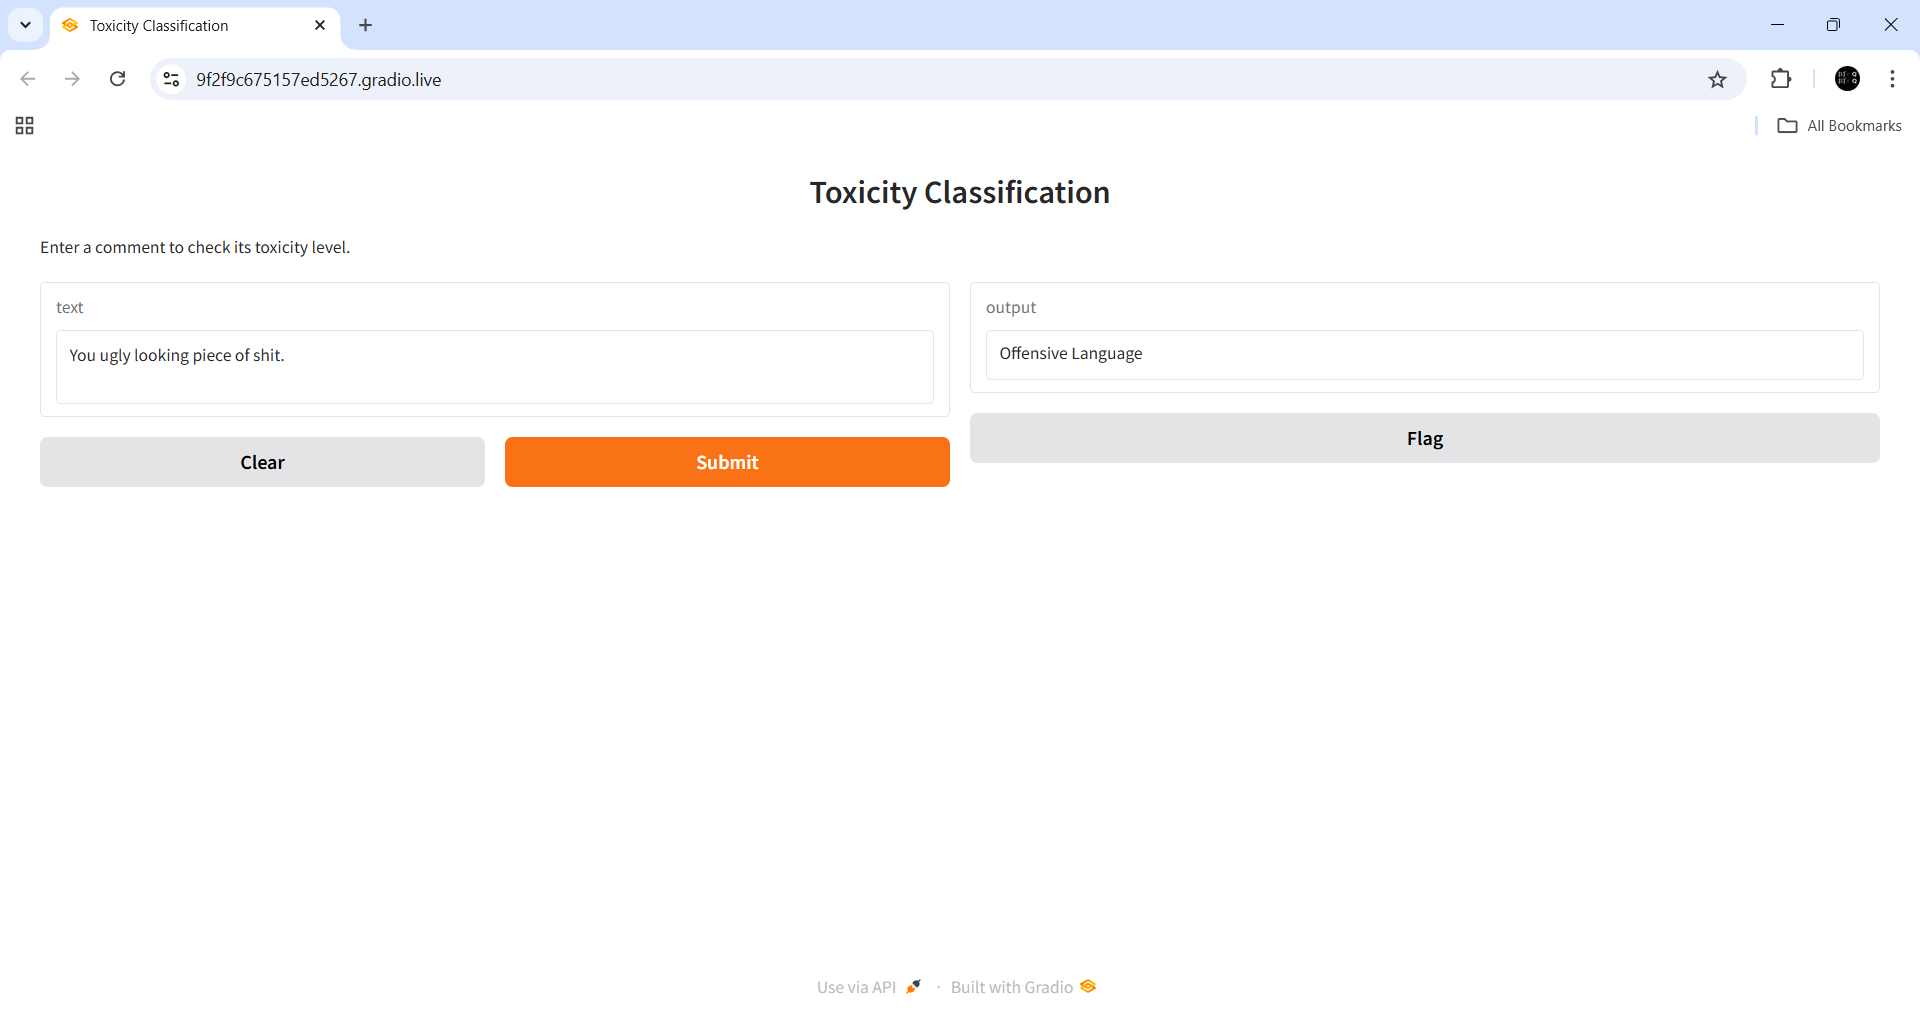 Toxicity Classification
9f2f9c675157ed5267.gradio.live
All Bookmarks
Toxicity Classification
Enter a comment to check its toxicity level.
text
You ugly looking piece of shit.
Clear
Submit
output
Offensive Language
Flag
Use via API · Built with Gradio